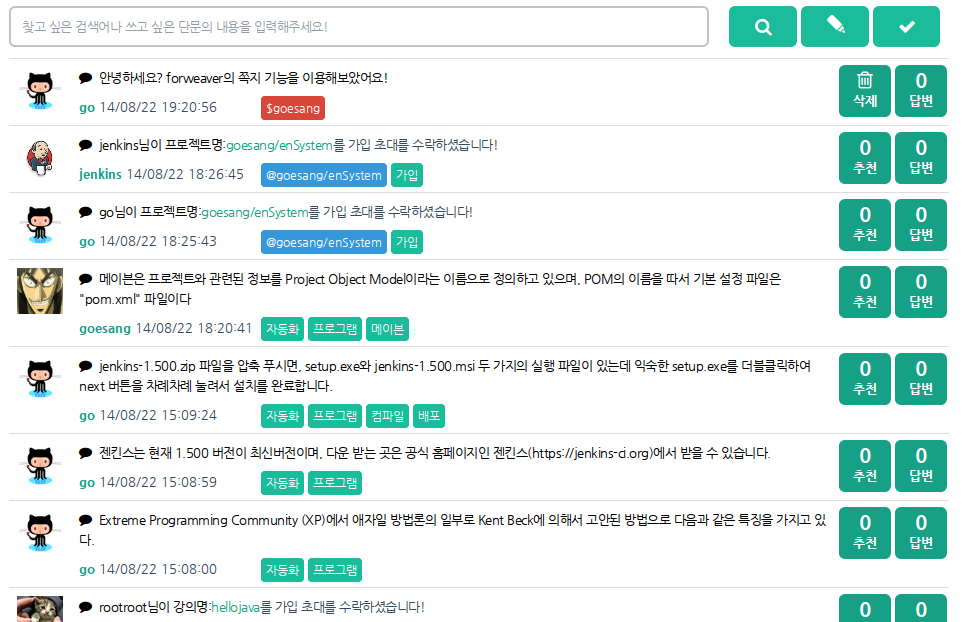 찾고 싶은 검색어나 쓰고 싶은 단문의 내용을 입력해주세요!
안녕하세요? forweaver의 쪽지 기능을 이용해보았어요!
go 14/08/22 19:20:56 $goesang
삭제
0 답변
jenkins님이 프로젝트명:goesang/enSystem를 가입 초대를 수락하셨습니다!
jenkins 14/08/22 18:26:45 @goesang/enSystem 가입
0 추천
0 답변
go님이 프로젝트명:goesang/enSystem를 가입 초대를 수락하셨습니다!
go 14/08/22 18:25:43 @goesang/enSystem 가입
0 추천
0 답변
메이븐은 프로젝트와 관련된 정보를 Project Object Model이라는 이름으로 정의하고 있으며, POM의 이름을 따서 기본 설정 파일은
"pom.xml" 파일이다
goesang 14/08/22 18:20:41 자동화 프로그램 메이븐
0 추천
0 답변
jenkins-1.500.zip 파일을 압축 푸시면, setup.exe와 jenkins-1.500.msi 두 가지의 실행 파일이 있는데 익숙한 setup.exe를 더블클릭하여
next 버튼을 차례차례 눌러서 설치를 완료합니다.
go 14/08/22 15:09:24 자동화 프로그램 컴파일 배포
0 추천
0 답변
젠킨스는 현재 1.500 버전이 최신버전이며, 다운 받는 곳은 공식 홈페이지인 젠킨스(https://jenkins-ci.org)에서 받을 수 있습니다.
go 14/08/22 15:08:59 자동화 프로그램
0 추천
0 답변
Extreme Programming Community (XP)에서 애자일 방법론의 일부로 Kent Beck에 의해서 고안된 방법으로 다음과 같은 특징을 가지고 있
다.
go 14/08/22 15:08:00 자동화 프로그램
0 추천
0 답변
rootroot님이 강의명:hellojava를 가입 초대를 수락하셨습니다!
0
0